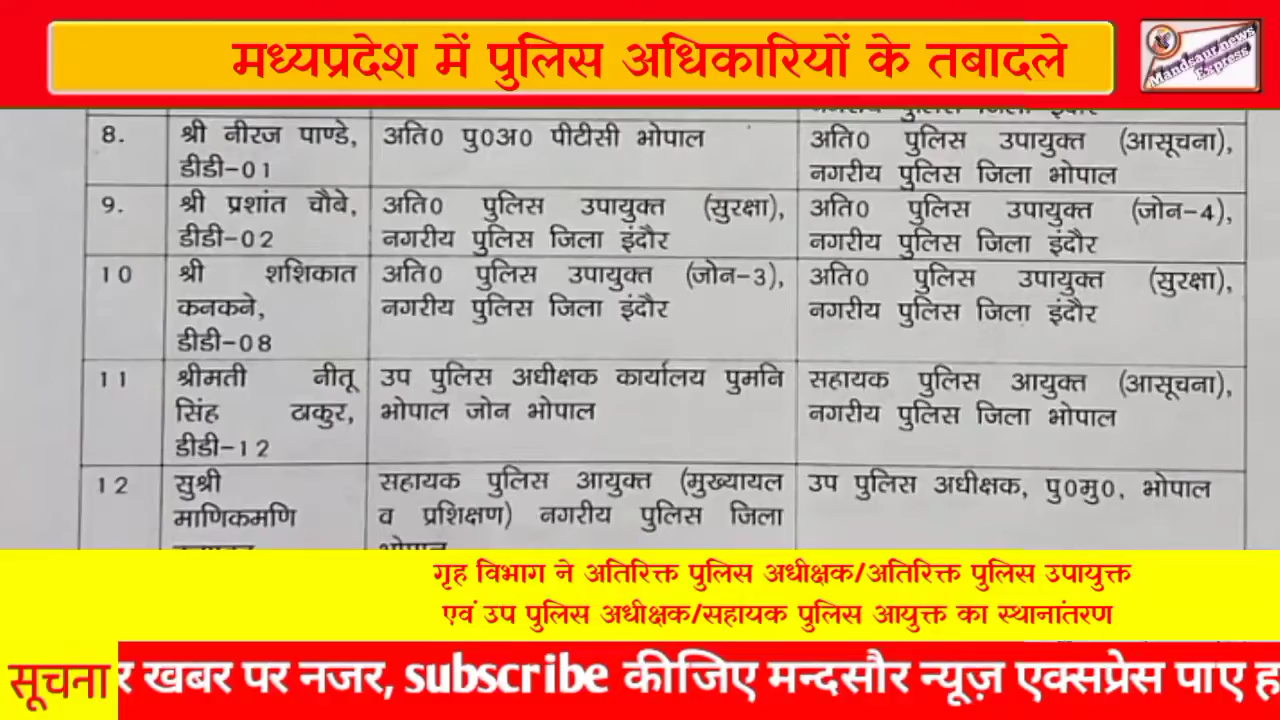 मध्यप्रदेश में पुलिस अधिकारियों के तबादले
Mandsaur news
Express
नगरीय पुलिस जिला इंदौर
8. श्री नीरज पाण्डे, अति0 पु0अ0 पीटीसी भोपाल अति0 पुलिस उपायुक्त (आसूचना),
डीडी-01 नगरीय पुलिस जिला भोपाल
9. श्री प्रशांत चौबे, अति0 पुलिस उपायुक्त (सुरक्षा), अति0 पुलिस उपायुक्त (जोन-4),
डीडी-02 नगरीय पुलिस जिला इंदौर नगरीय पुलिस जिला इंदौर
10 श्री शशिकात अति0 पुलिस उपायुक्त (जोन-3), अति0 पुलिस उपायुक्त (सुरक्षा),
कनकने, नगरीय पुलिस जिला इंदौर नगरीय पुलिस जिला इंदौर
डीडी-08
11 श्रीमती नीतू उप पुलिस अधीक्षक कार्यालय पुमनि सहायक पुलिस आयुक्त (आसूचना),
सिंह ठाकुर, भोपाल जोन भोपाल नगरीय पुलिस जिला भोपाल
डीडी-12
12 सुश्री सहायक पुलिस आयुक्त (मुख्यायल उप पुलिस अधीक्षक, पु0मु0, भोपाल
माणिकमणि व प्रशिक्षण) नगरीय पुलिस जिला
भोपाल
गृह विभाग ने अतिरिक्त पुलिस अधीक्षक/अतिरिक्त पुलिस उपायुक्त
एवं उप पुलिस अधीक्षक/सहायक पुलिस आयुक्त का स्थानांतरण
सूचना र खबर पर नजर, subscribe कीजिए मन्दसौर न्यूज़ एक्सप्रेस पाए ह